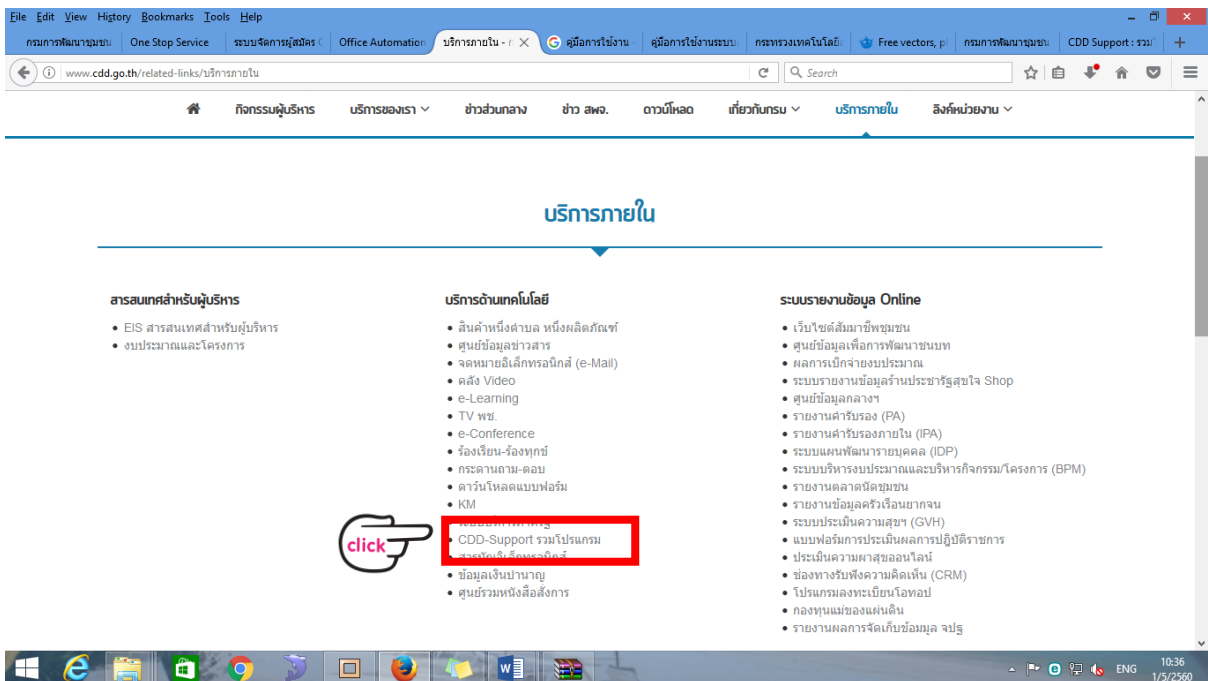 File Edit View History Bookmarks Tools Help
กรมการพัฒนาชุมชน One Stop Service ระบบจัดการผู้สมัคร ( Office Automation บริการภายใน - ก คู่มือการใช้งาน - คู่มือการใช้งานระบบ กระทรวงเทคโนโลยี Free vectors, p กรมการพัฒนาชุมชน CDD Support : รวม
www.cdd.go.th/related-links/บริการภายใน Search
กิจกรรมผู้บริหาร บริการของเรา ข่าวส่วนกลาง ข่าว สพจ. ดาวน์โหลด เกี่ยวกับกรม บริการภายใน ลิงค์หน่วยงาน
บริการภายใน
สารสนเทศสำหรับผู้บริหาร
EIS สารสนเทศสำหรับผู้บริหาร
งบประมาณและโครงการ
บริการด้านเทคโนโลยี
สินค้าหนึ่งตำบล หนึ่งผลิตภัณฑ์
ศูนย์ข้อมูลข่าวสาร
จดหมายอิเล็กทรอนิกส์ (e-Mail)
คลัง Video
e-Learning
TV พช.
e-Conference
ร้องเรียน-ร้องทุกข์
กระดานถาม-ตอบ
ดาวน์โหลดแบบฟอร์ม
KM
click
CDD-Support รวมโปรแกรม
ข้อมูลเงินบำนาญ
ศูนย์รวมหนังสือสั่งการ
ระบบรายงานข้อมูล Online
เว็บไซต์สัมมาชีพชุมชน
ศูนย์ข้อมูลเพื่อการพัฒนาชนบท
ผลการเบิกจ่ายงบประมาณ
ระบบรายงานข้อมูลร้านประชารัฐสุขใจ Shop
ศูนย์ข้อมูลกลางฯ
รายงานคำรับรอง (PA)
รายงานคำรับรองภายใน (IPA)
ระบบแผนพัฒนารายบุคคล (IDP)
ระบบบริหารงบประมาณและบริหารกิจกรรม/โครงการ (BPM)
รายงานตลาดนัดชุมชน
รายงานข้อมูลครัวเรือนยากจน
ระบบประเมินความสุขฯ (GVH)
แบบฟอร์มการประเมินผลการปฏิบัติราชการ
ประเมินความผาสุขออนไลน์
ช่องทางรับฟังความคิดเห็น (CRM)
โปรแกรมลงทะเบียนโอทอป
กองทุนแม่ของแผ่นดิน
รายงานผลการจัดเก็บข้อมมูล จปฐ
ENG 10:36
1/5/2560